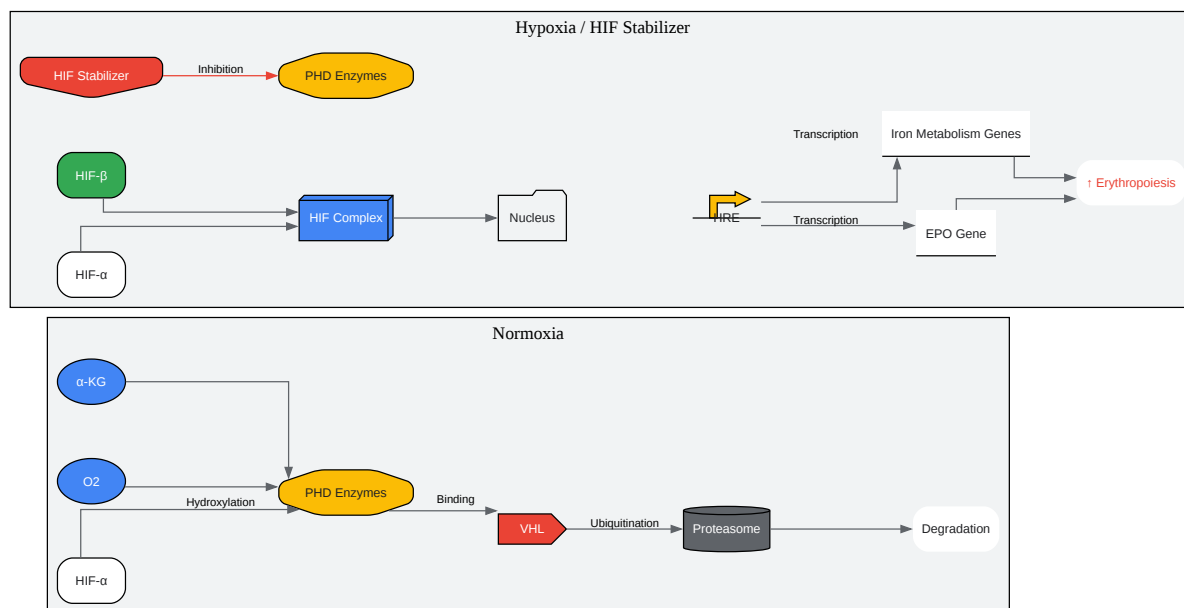 Hypoxia / HIF Stabilizer
HIF Stabilizer
Inhibition
PHD Enzymes
Transcription
Iron Metabolism Genes
HIF-β
↑ Erythropoiesis
HIF Complex
Nucleus
HRE
Transcription
EPO Gene
HIF-α
Normoxia
α-KG
O2
Hydroxylation
PHD Enzymes
Binding
VHL
Ubiquitination
Proteasome
Degradation
HIF-α